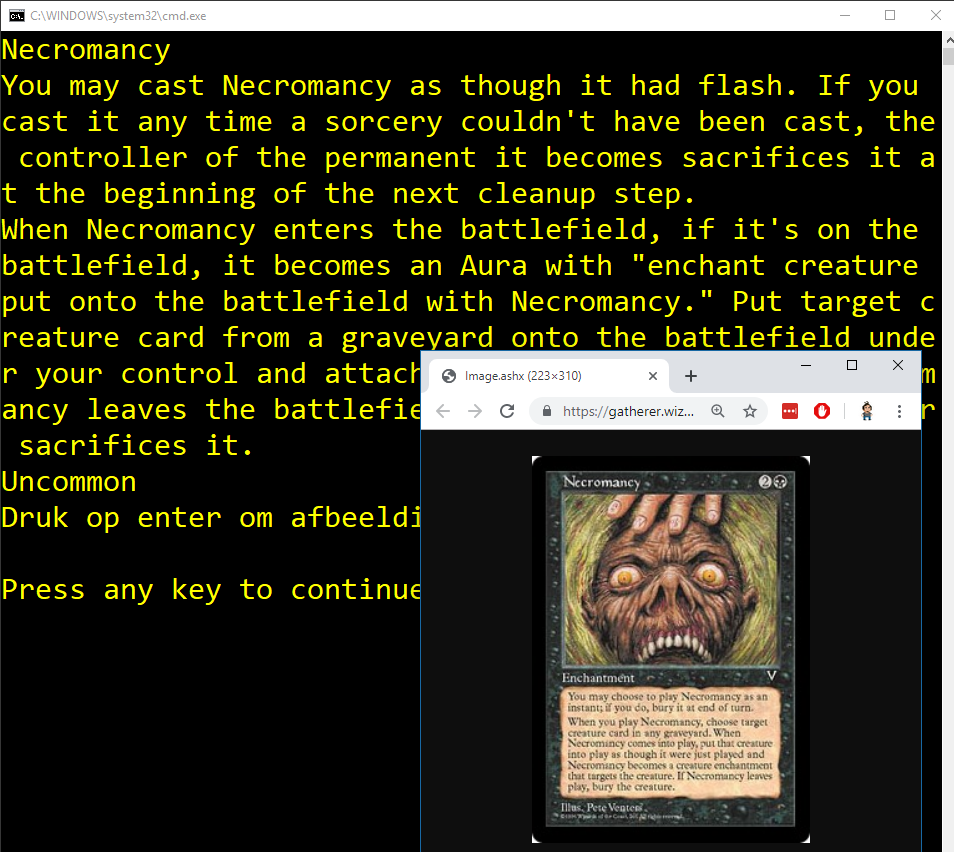 C:\WINDOWS\system32\cmd.exe
Necromancy
You may cast Necromancy as though it had flash. If you
cast it any time a sorcery couldn't have been cast, the
controller of the permanent it becomes sacrifices it a
t the beginning of the next cleanup step.
When Necromancy enters the battlefield, if it's on the
battlefield, it becomes an Aura with "enchant creature
put onto the battlefield with Necromancy." Put target c
reature card from a graveyard onto the battlefield unde
r your control and attach
m
ancy leaves the battlefie
r
sacrifices it.
Uncommon
Druk op enter om afbeeldi
Press any key to continue
Image.ashx (223×310)
https://gatherer.wiz...
Necromancy 2
Enchantment V
You may choose to play Necromancy as an
instant; if you do, bury it at end of turn.
When you play Necromancy, choose target
creature card in any graveyard. When
Necromancy comes into play, put that creature
into play as though it were just played and
Necromancy becomes a creature enchantment
that targets the creature. If Necromancy leaves
play, bury the creature.
Illus. Pete Venters